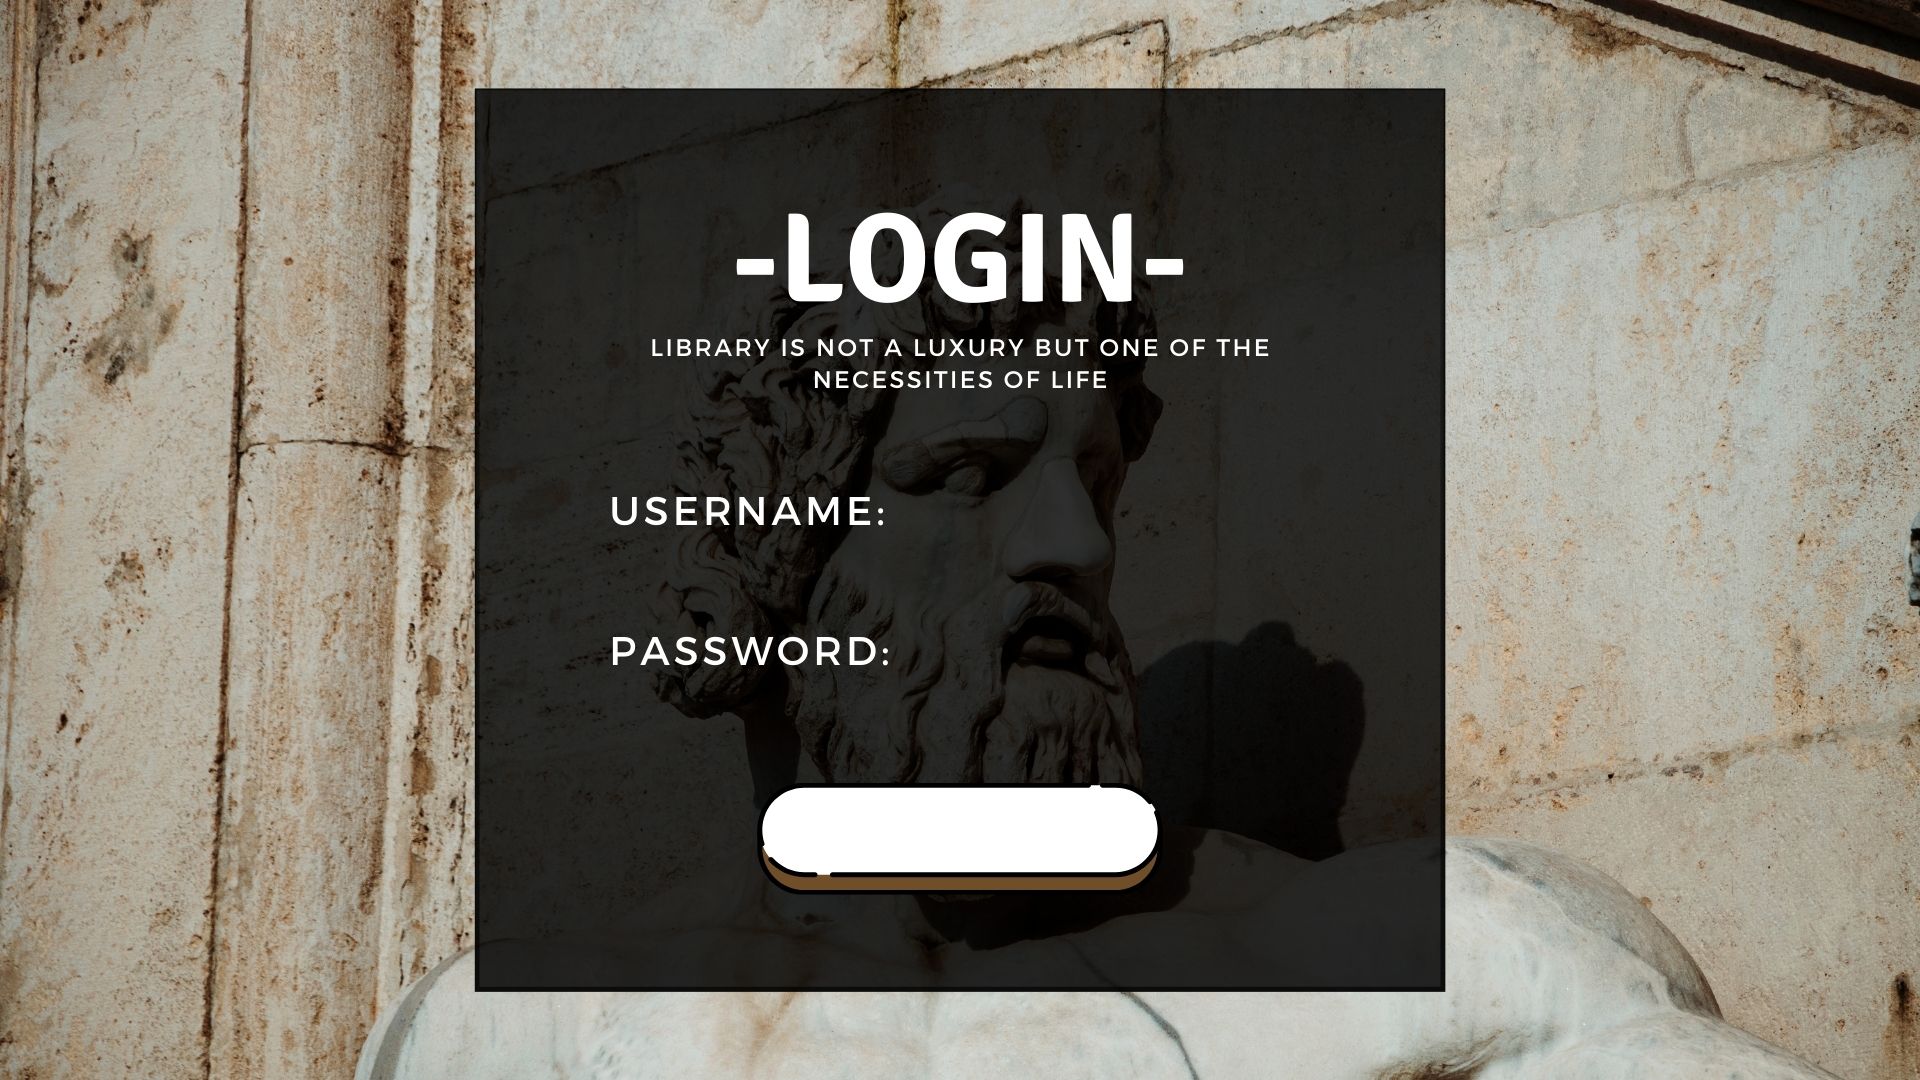 -LOGIN-
LIBRARY IS NOT A LUXURY BUT ONE OF THE
NECESSITIES OF LIFE
USERNAME:
PASSWORD: